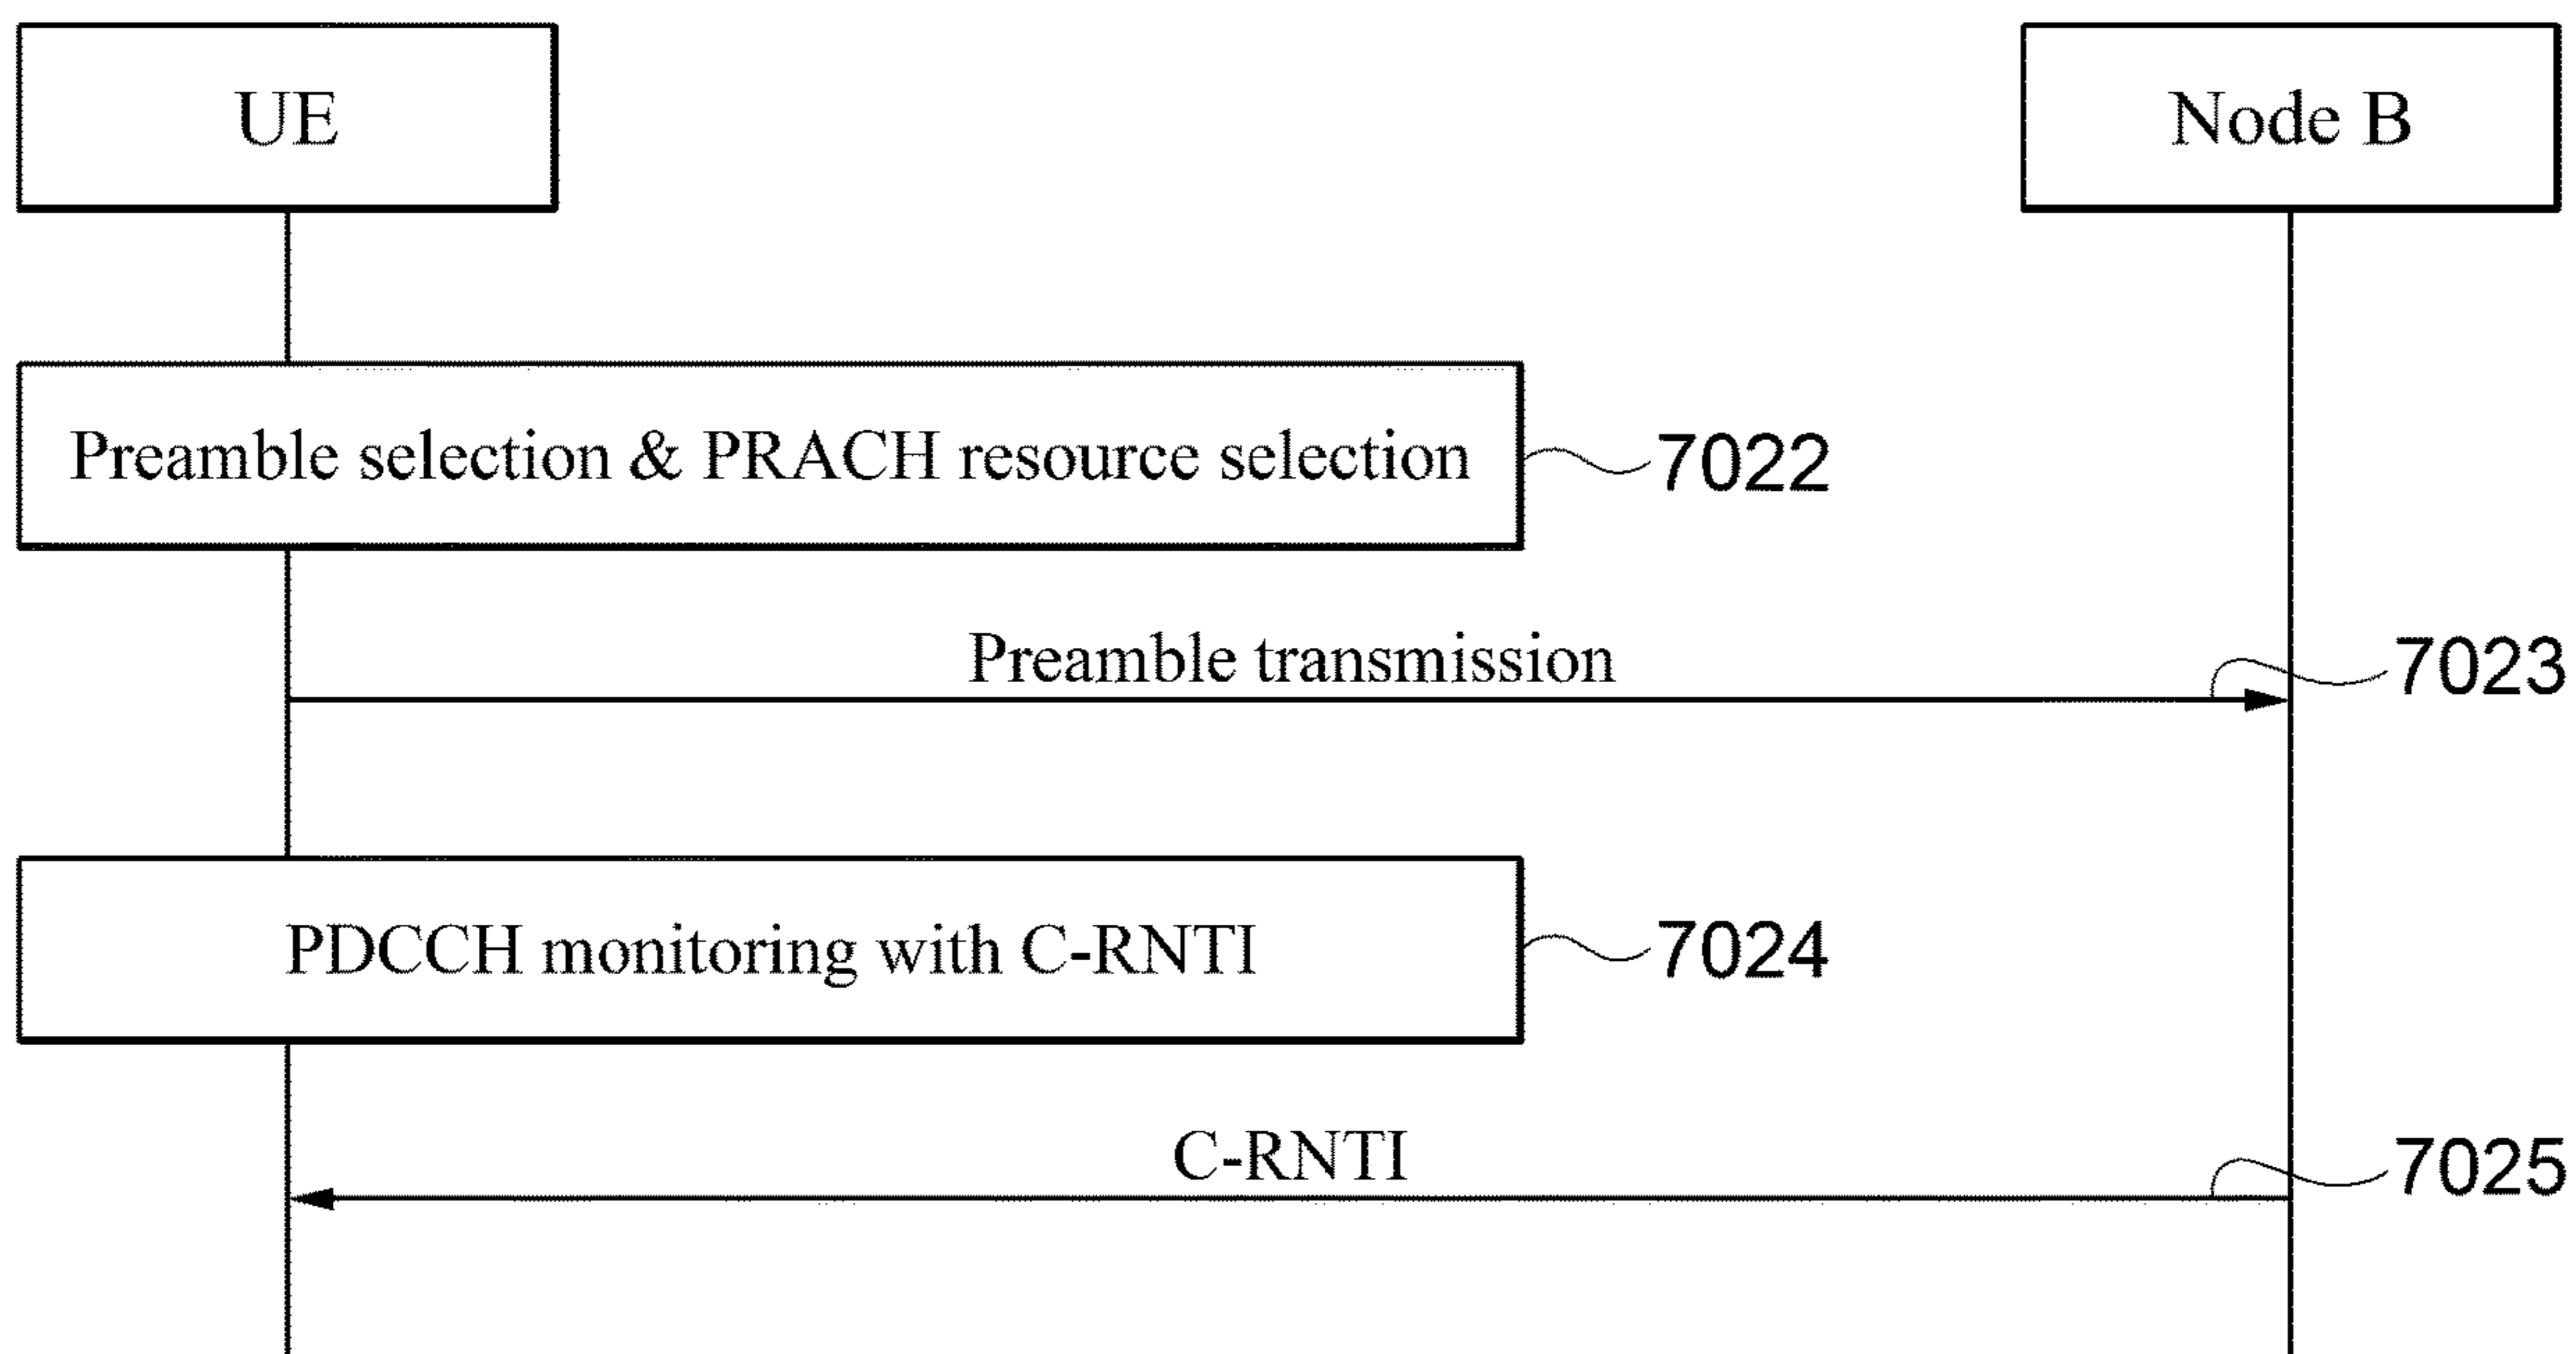 UE
Node B
Preamble selection & PRACH resource selection
7022
Preamble transmission
7023
PDCCH monitoring with C-RNTI
7024
C-RNTI
7025